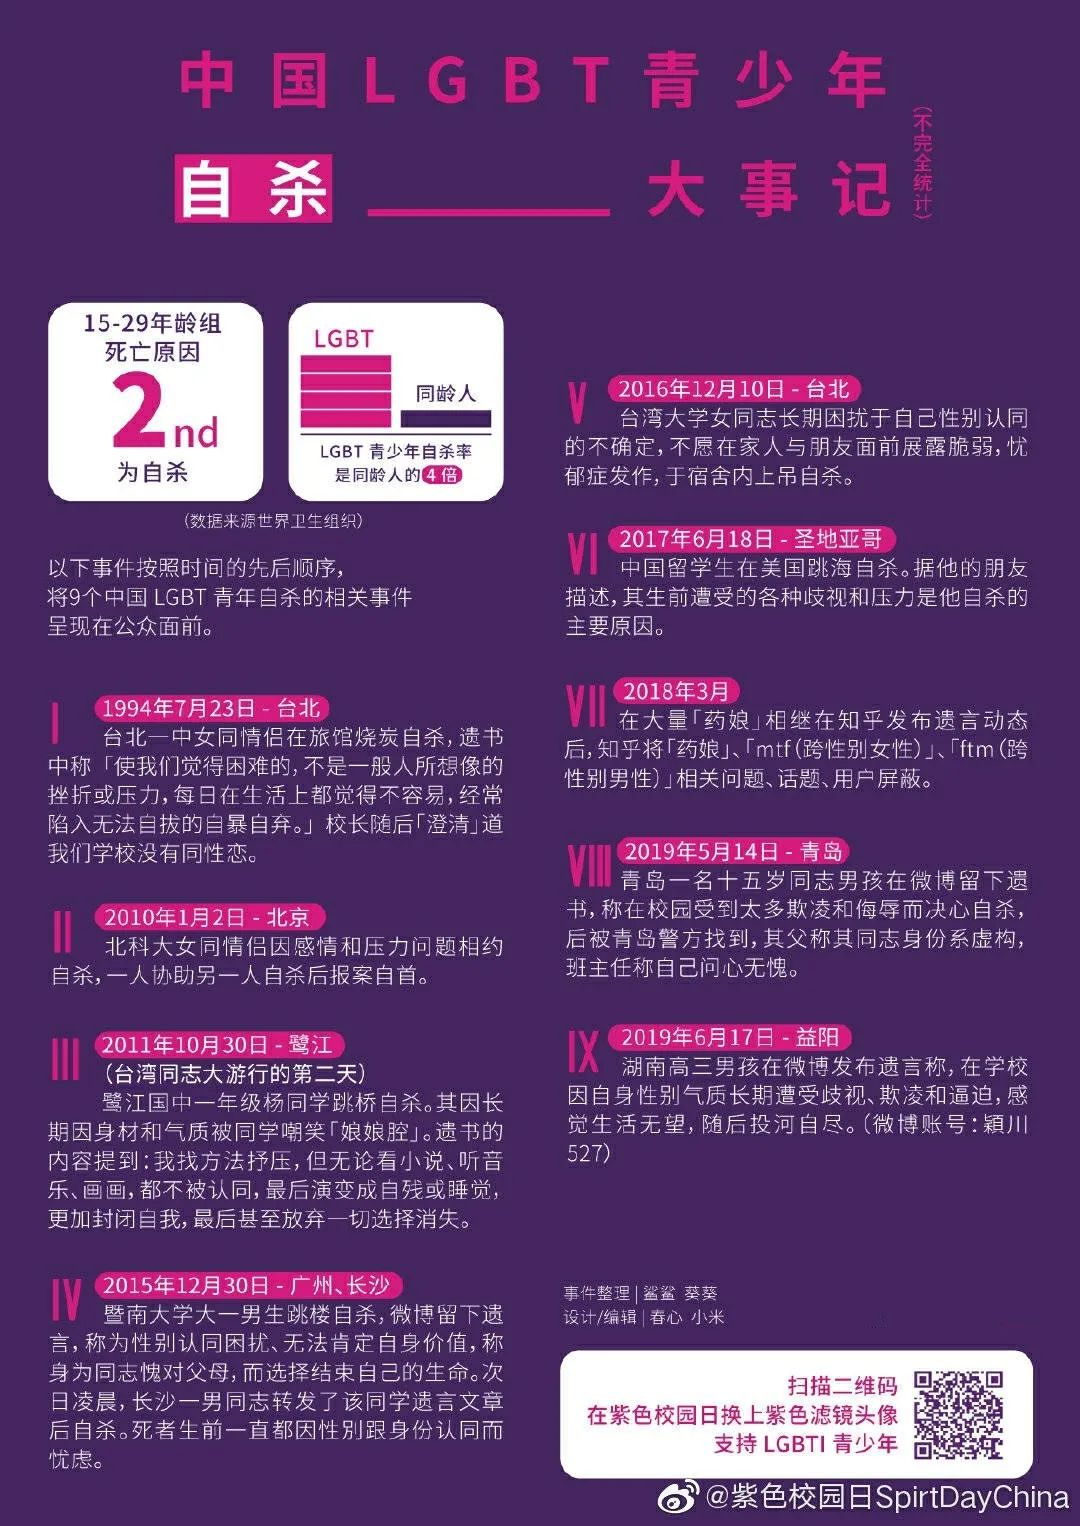 中国LGBT青少年
自杀____大事记
（不完全统计）
15-29年龄组
死亡原因
2nd
为自杀
LGBT
同龄人
LGBT 青少年自杀率
是同龄人的4 倍
（数据来源世界卫生组织）
以下事件按照时间的先后顺序，
将9个中国 LGBT 青年自杀的相关事件
呈现在公众面前。
I 1994年7月23日 - 台北
台北一中女同情侣在旅馆烧炭自杀，遗书
中称「使我们觉得困难的，不是一般人所想像的
挫折或压力，每日在生活上都觉得不容易，经常
陷入无法自拔的自暴自弃。」校长随后「澄清」道
我们学校没有同性恋。
II 2010年1月2日 - 北京
北科大女同情侣因感情和压力问题相约
自杀，一人协助另一人自杀后报案自首。
III 2011年10月30日 - 鹭江
（台湾同志大游行的第二天）
鹭江国中一年级杨同学跳桥自杀。其因长
期因身材和气质被同学嘲笑「娘娘腔」。遗书的
内容提到：我找方法抒压，但无论看小说、听音
乐、画画，都不被认同，最后演变成自残或睡觉，
更加封闭自我，最后甚至放弃一切选择消失。
IV 2015年12月30日 - 广州、长沙
暨南大学大一男生跳楼自杀，微博留下遗
言，称为性别认同困扰、无法肯定自身价值，称
身为同志愧对父母，而选择结束自己的生命。次
日凌晨，长沙一男同志转发了该同学遗言文章
后自杀。死者生前一直都因性别跟身份认同而
忧虑。
V 2016年12月10日 - 台北
台湾大学女同志长期困扰于自己性别认同
的不确定，不愿在家人与朋友面前展露脆弱，忧
郁症发作，于宿舍内上吊自杀。
VI 2017年6月18日 - 圣地亚哥
中国留学生在美国跳海自杀。据他的朋友
描述，其生前遭受的各种歧视和压力是他自杀的
主要原因。
VII 2018年3月
在大量「药娘」相继在知乎发布遗言动态
后，知乎将「药娘」、「mtf（跨性别女性）」、「ftm（跨
性别男性）」相关问题、话题、用户屏蔽。
VIII 2019年5月14日 - 青岛
青岛一名十五岁同志男孩在微博留下遗
书，称在校园受到太多欺凌和侮辱而决心自杀，
后被青岛警方找到，其父称其同志身份系虚构，
班主任称自己问心无愧。
IX 2019年6月17日 - 益阳
湖南高三男孩在微博发布遗言称，在学校
因自身性别气质长期遭受歧视、欺凌和逼迫，感
觉生活无望，随后投河自尽。（微博账号：穎川
527）
事件整理 | 鲨鲨 葵葵
设计/编辑 | 春心 小米
扫描二维码
在紫色校园日换上紫色滤镜头像
支持 LGBTI 青少年
@紫色校园日SpirtDayChina